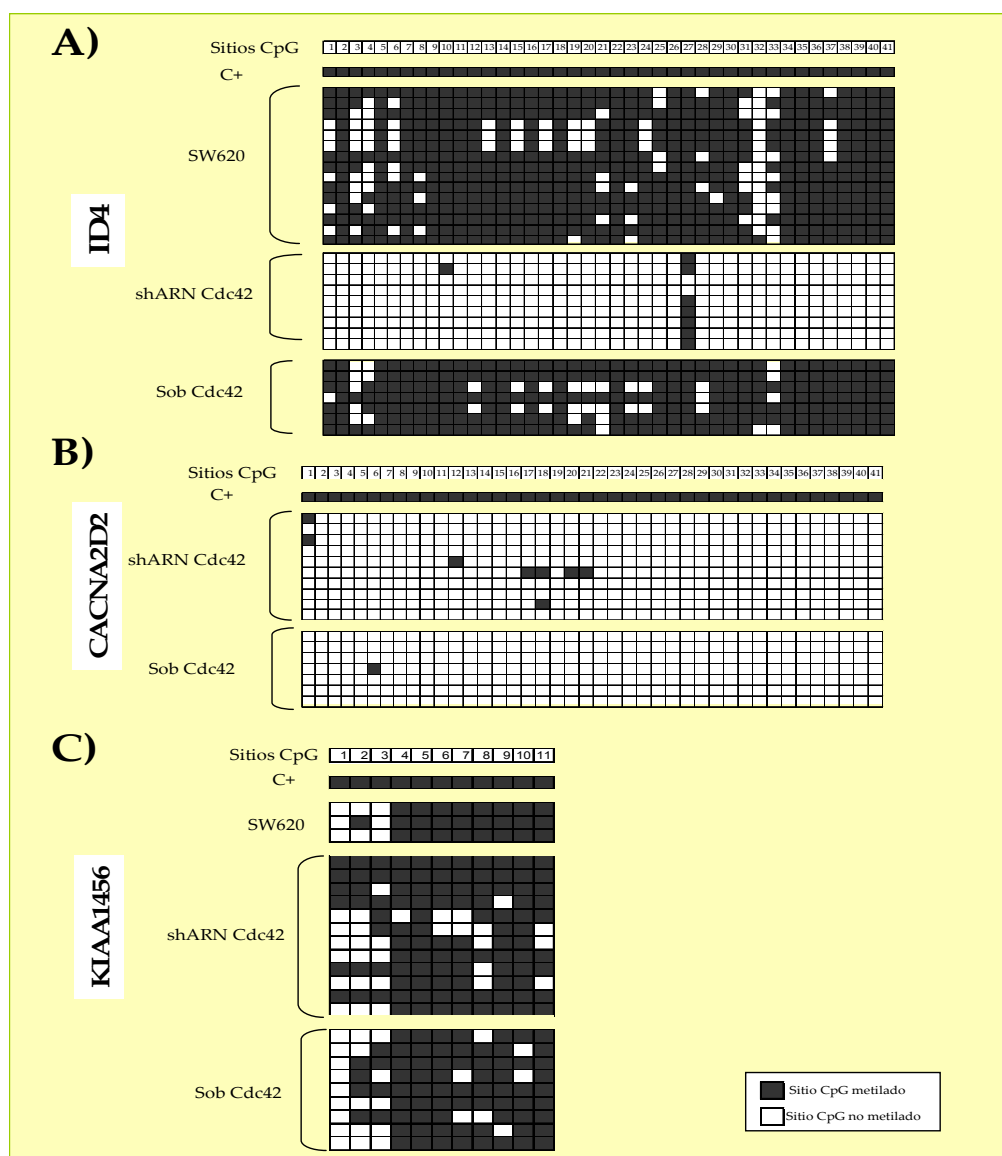 A)
Sitios CpG 1 2 3 4 5 6 7 8 9 10 11 12 13 14 15 16 17 18 19 20 21 22 23 24 25 26 27 28 29 30 31 32 33 34 35 36 37 38 39 40 41
C+
SW620
ID4
shARN Cdc42
Sob Cdc42
B)
Sitios CpG 1 2 3 4 5 6 7 8 9 10 11 12 13 14 15 16 17 18 19 20 21 22 23 24 25 26 27 28 29 30 31 32 33 34 35 36 37 38 39 40 41
C+
CACNA2D2
shARN Cdc42
Sob Cdc42
C)
Sitios CpG 1 2 3 4 5 6 7 8 9 10 11
C+
SW620
KIAA1456
shARN Cdc42
Sob Cdc42
Sitio CpG metilado
Sitio CpG no metilado